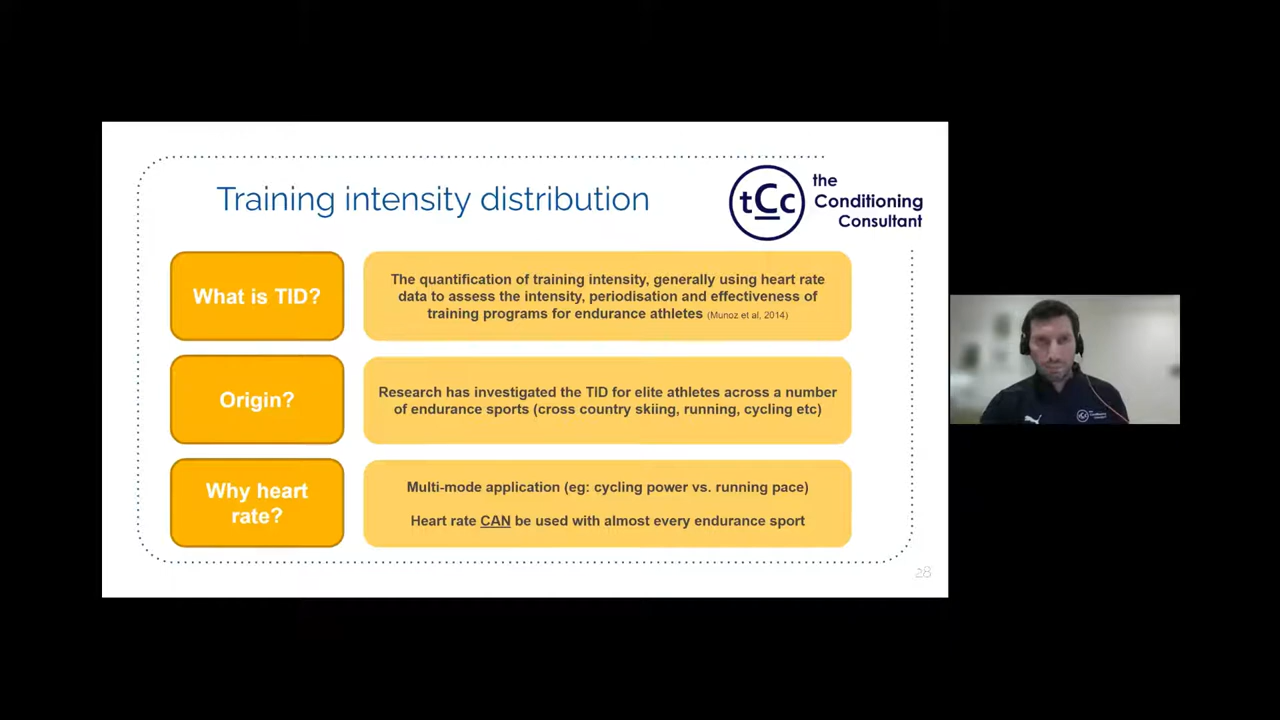 Training intensity distribution
tCc
the
Conditioning
Consultant
What is TID?
The quantification of training intensity, generally using heart rate
data to assess the intensity, periodisation and effectiveness of
training programs for endurance athletes (Munoz et al, 2014)
Origin?
Research has investigated the TID for elite athletes across a number
of endurance sports (cross country skiing, running, cycling etc)
Why heart
rate?
Multi-mode application (eg: cycling power vs. running pace)
Heart rate CAN be used with almost every endurance sport
28
tCc